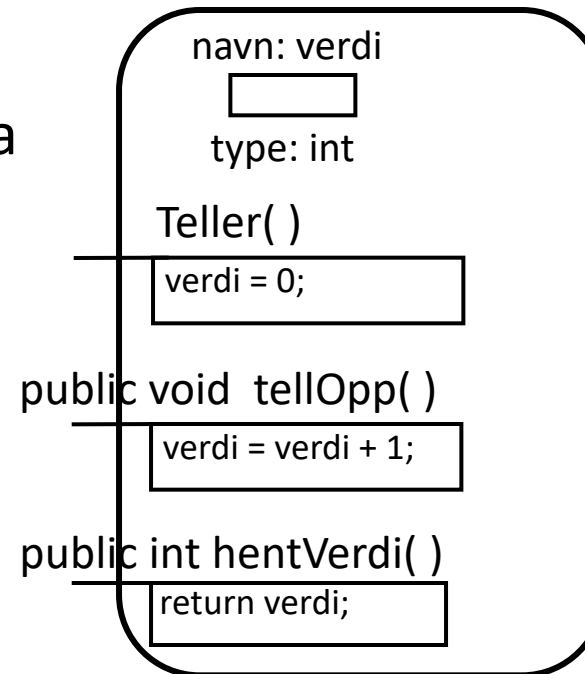 navn: verdi
a
type: int
Teller( )
verdi = 0;
public void tellOpp( )
verdi = verdi + 1;
public int hentVerdi( )
return verdi;